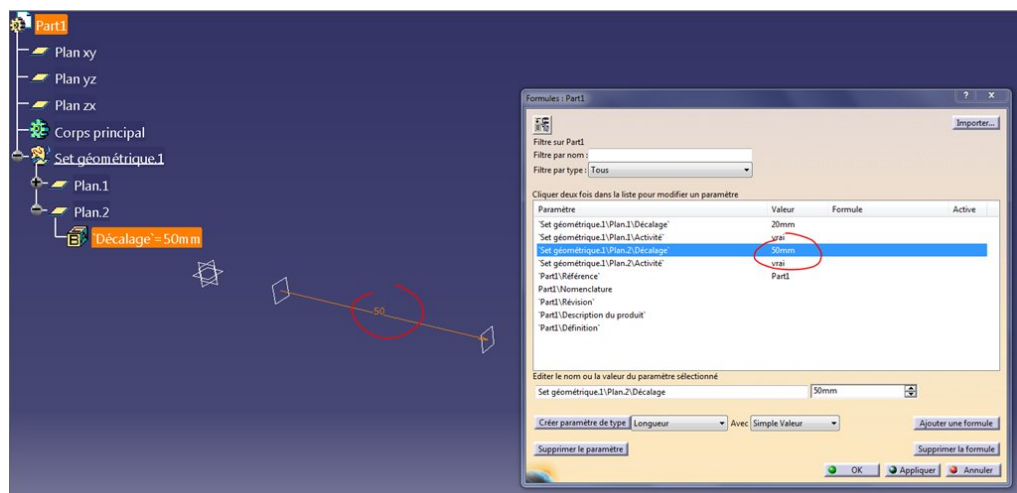 Part1
Plan xy
Plan yz
Plan zx
Corps principal
Set géométrique.1
Plan.1
Plan.2
`Décalage`=50mm
50
Formules : Part1
Importer...
Filtre sur Part1
Filtre par nom :
Filtre par type : Tous
Cliquer deux fois dans la liste pour modifier un paramètre
Paramètre Valeur Formule Active
`Set géométrique.1\Plan.1\Décalage` 20mm
`Set géométrique.1\Plan.1\Activité` vrai
`Set géométrique.1\Plan.2\Décalage` 50mm
`Set géométrique.1\Plan.2\Activité` vrai
`Part1\Référence` Part1
Part1\Nomenclature
`Part1\Révision`
`Part1\Description du produit`
`Part1\Définition`
Editer le nom ou la valeur du paramètre sélectionné
Set géométrique.1\Plan.2\Décalage 50mm
Créer paramètre de type Longueur Avec Simple Valeur Ajouter une formule
Supprimer le paramètre Supprimer la formule
OK Appliquer Annuler